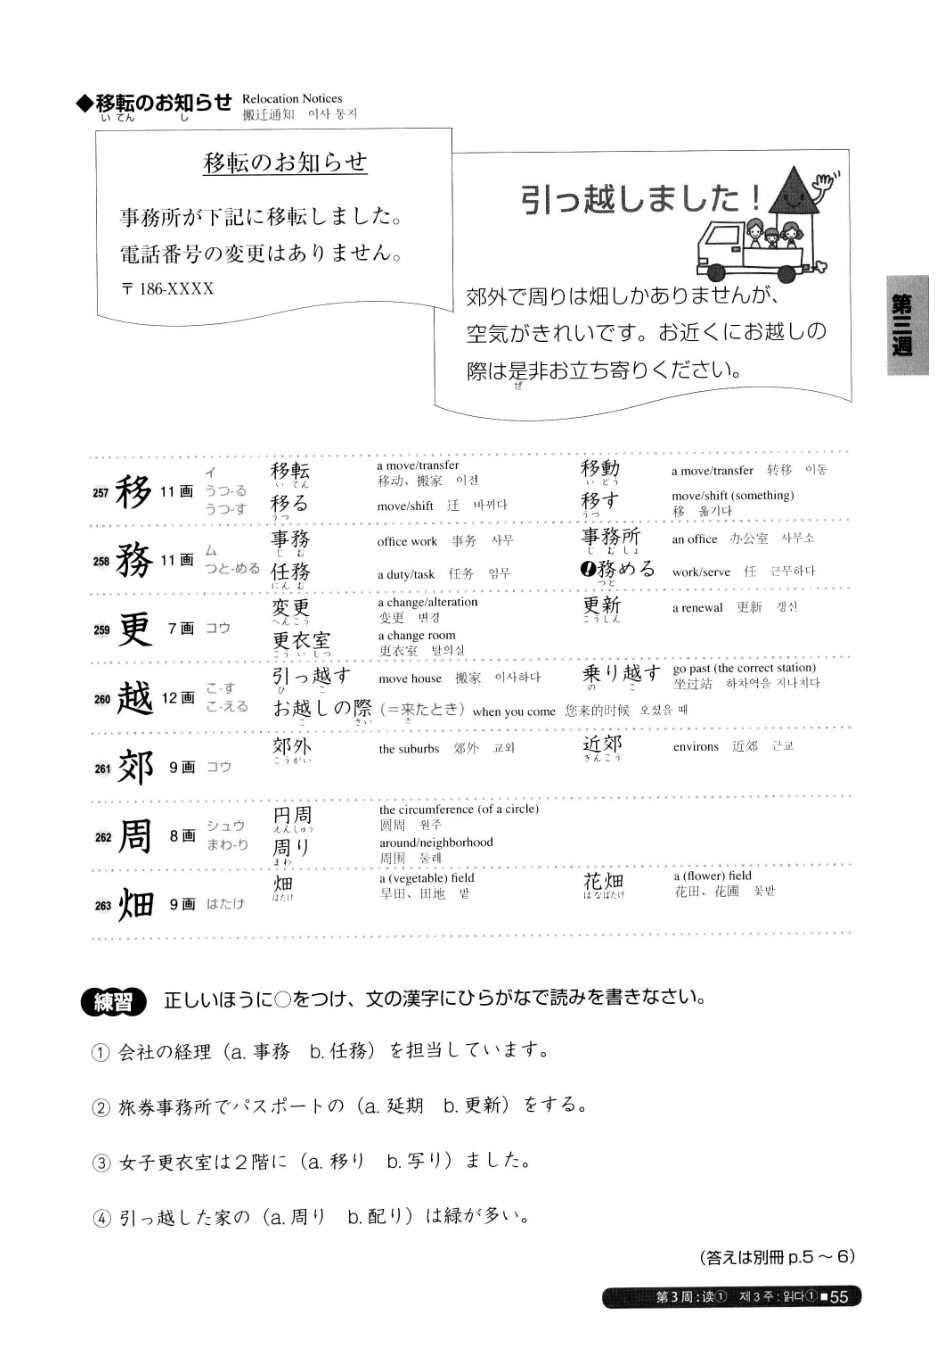 ◆移転のお知らせ Relocation Notices
いてん し 搬迁通知 이사 통지
移転のお知らせ
事務所が下記に移転しました。
電話番号の変更はありません。
〒186-XXXX
引っ越しました！
郊外で周りは畑しかありませんが、
空気がきれいです。お近くにお越しの
際は是非お立ち寄りください。
ぜ
第三週
257 移 11画 イ うつ-る うつ-す
移転 いてん a move/transfer 移动、搬家 이전
移動 いどう a move/transfer 转移 이동
移る うつ move/shift 迁 바뀌다
移す うつ move/shift (something) 移 옮기다
258 務 11画 ム つと-める
事務 じむ office work 事务 사무
事務所 じむしょ an office 办公室 사무소
任務 にんむ a duty/task 任务 임무
❗務める つと work/serve 任 근무하다
259 更 7画 コウ
変更 へんこう a change/alteration 变更 변경
更新 こうしん a renewal 更新 갱신
更衣室 こういしつ a change room 更衣室 탈의실
260 越 12画 こ-す こ-える
引っ越す ひ こ move house 搬家 이사하다
乗り越す の こ go past (the correct station) 坐过站 하차역을 지나치다
お越しの際 こ さい (＝来たとき) き when you come 您来的时候 오셨을 때
261 郊 9画 コウ
郊外 こうがい the suburbs 郊外 교외
近郊 きんこう environs 近郊 근교
262 周 8画 シュウ まわ-り
円周 えんしゅう the circumference (of a circle) 圆周 원주
周り まわ around/neighborhood 周围 둘레
263 畑 9画 はたけ
畑 はたけ a (vegetable) field 旱田、田地 밭
花畑 はなばたけ a (flower) field 花田、花圃 꽃밭
練習 正しいほうに○をつけ、文の漢字にひらがなで読みを書きなさい。
① 会社の経理（a. 事務 b. 任務）を担当しています。
② 旅券事務所でパスポートの（a. 延期 b. 更新）をする。
③ 女子更衣室は２階に（a. 移り b. 写り）ました。
④ 引っ越した家の（a. 周り b. 配り）は緑が多い。
（答えは別冊 p.5～6）
第3周：读① 제3주：읽다① ■55